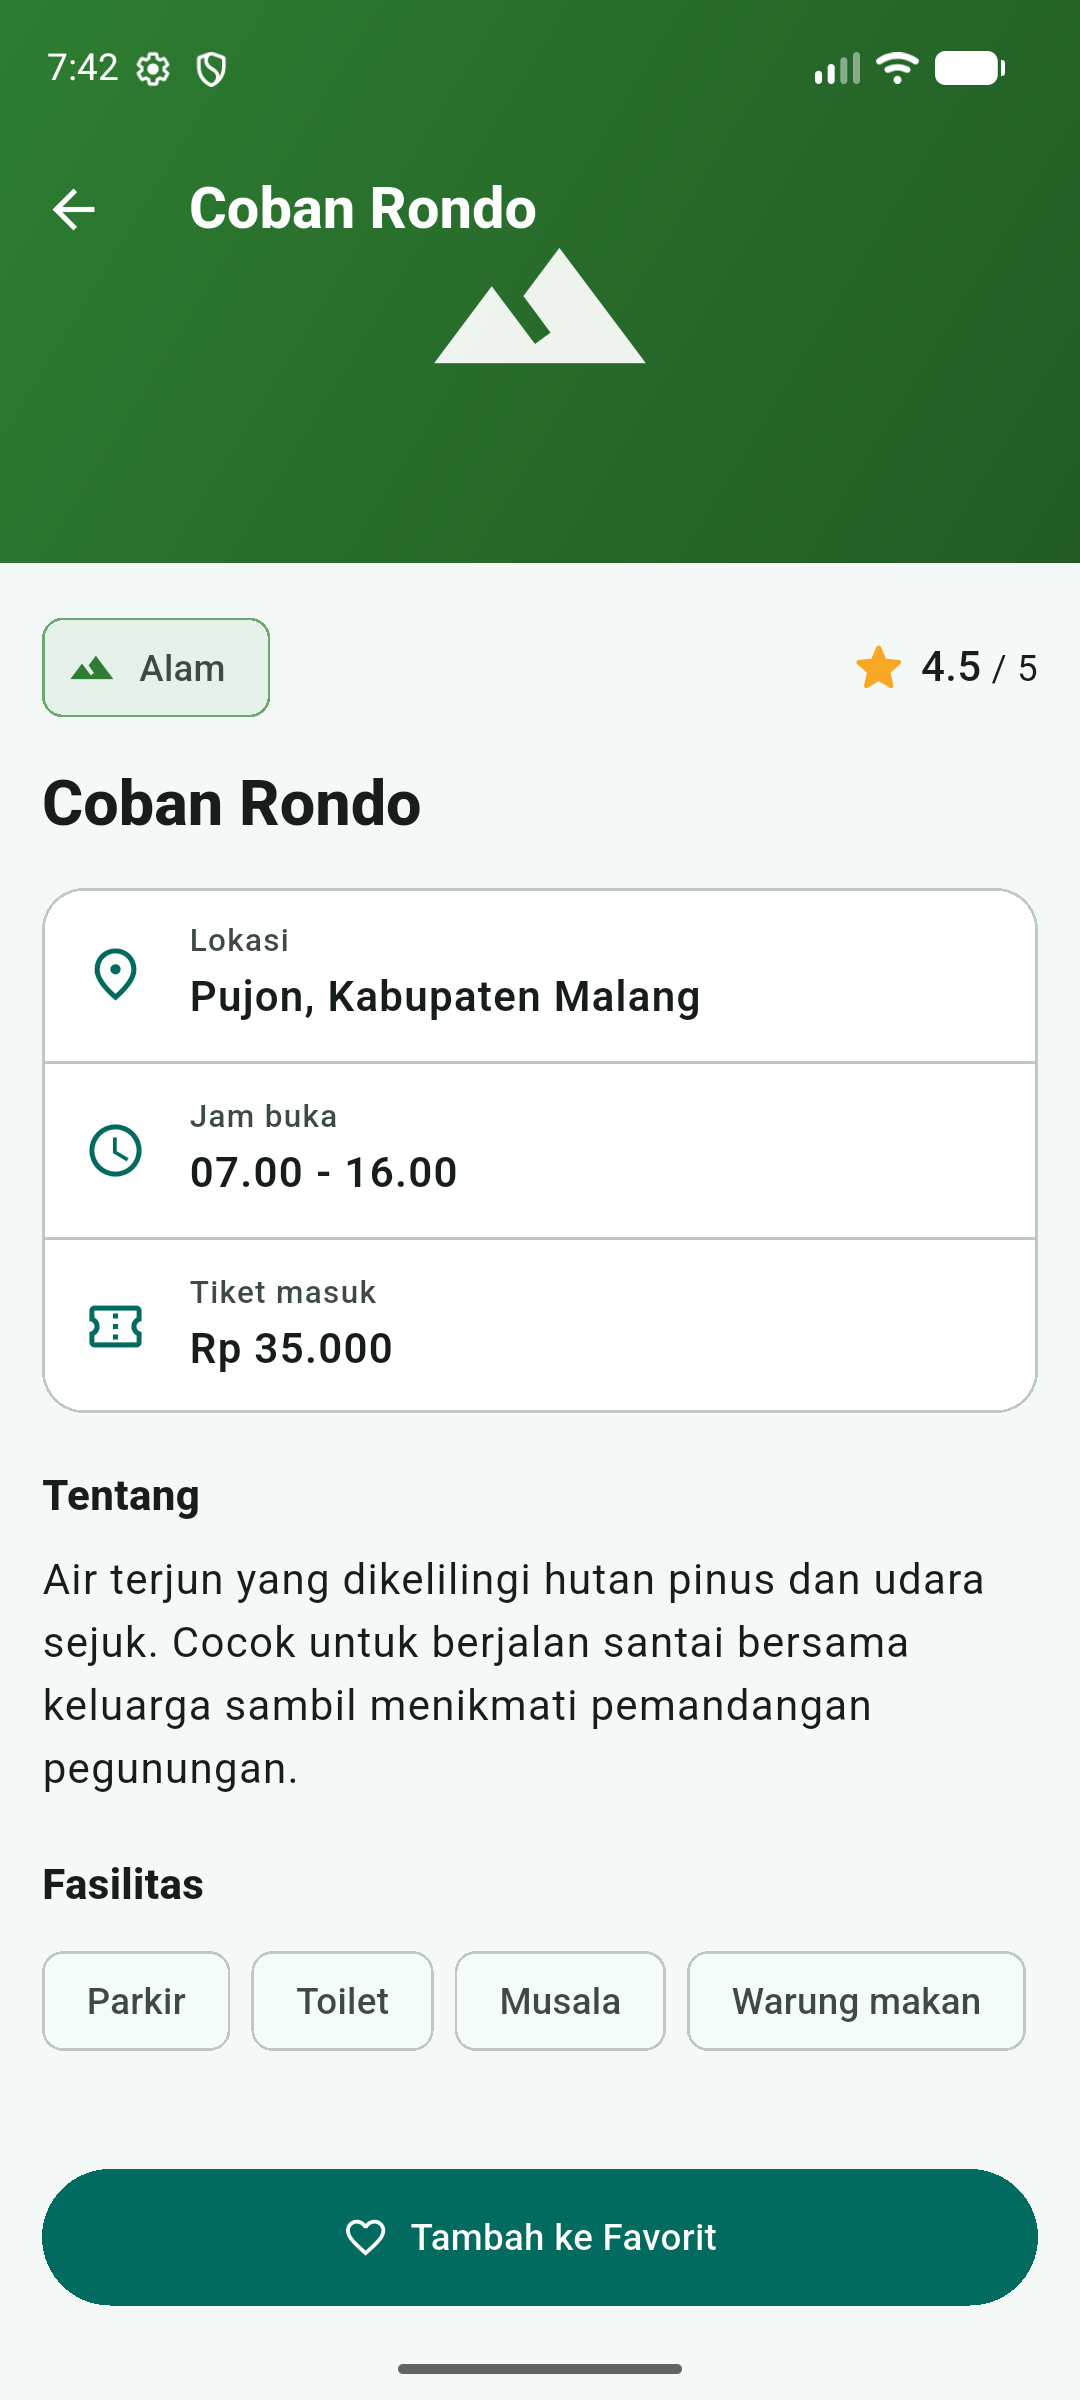 7:42
Coban Rondo
Alam
4.5 / 5
Coban Rondo
Lokasi
Pujon, Kabupaten Malang
Jam buka
07.00 - 16.00
Tiket masuk
Rp 35.000
Tentang
Air terjun yang dikelilingi hutan pinus dan udara
sejuk. Cocok untuk berjalan santai bersama
keluarga sambil menikmati pemandangan
pegunungan.
Fasilitas
Parkir
Toilet
Musala
Warung makan
Tambah ke Favorit